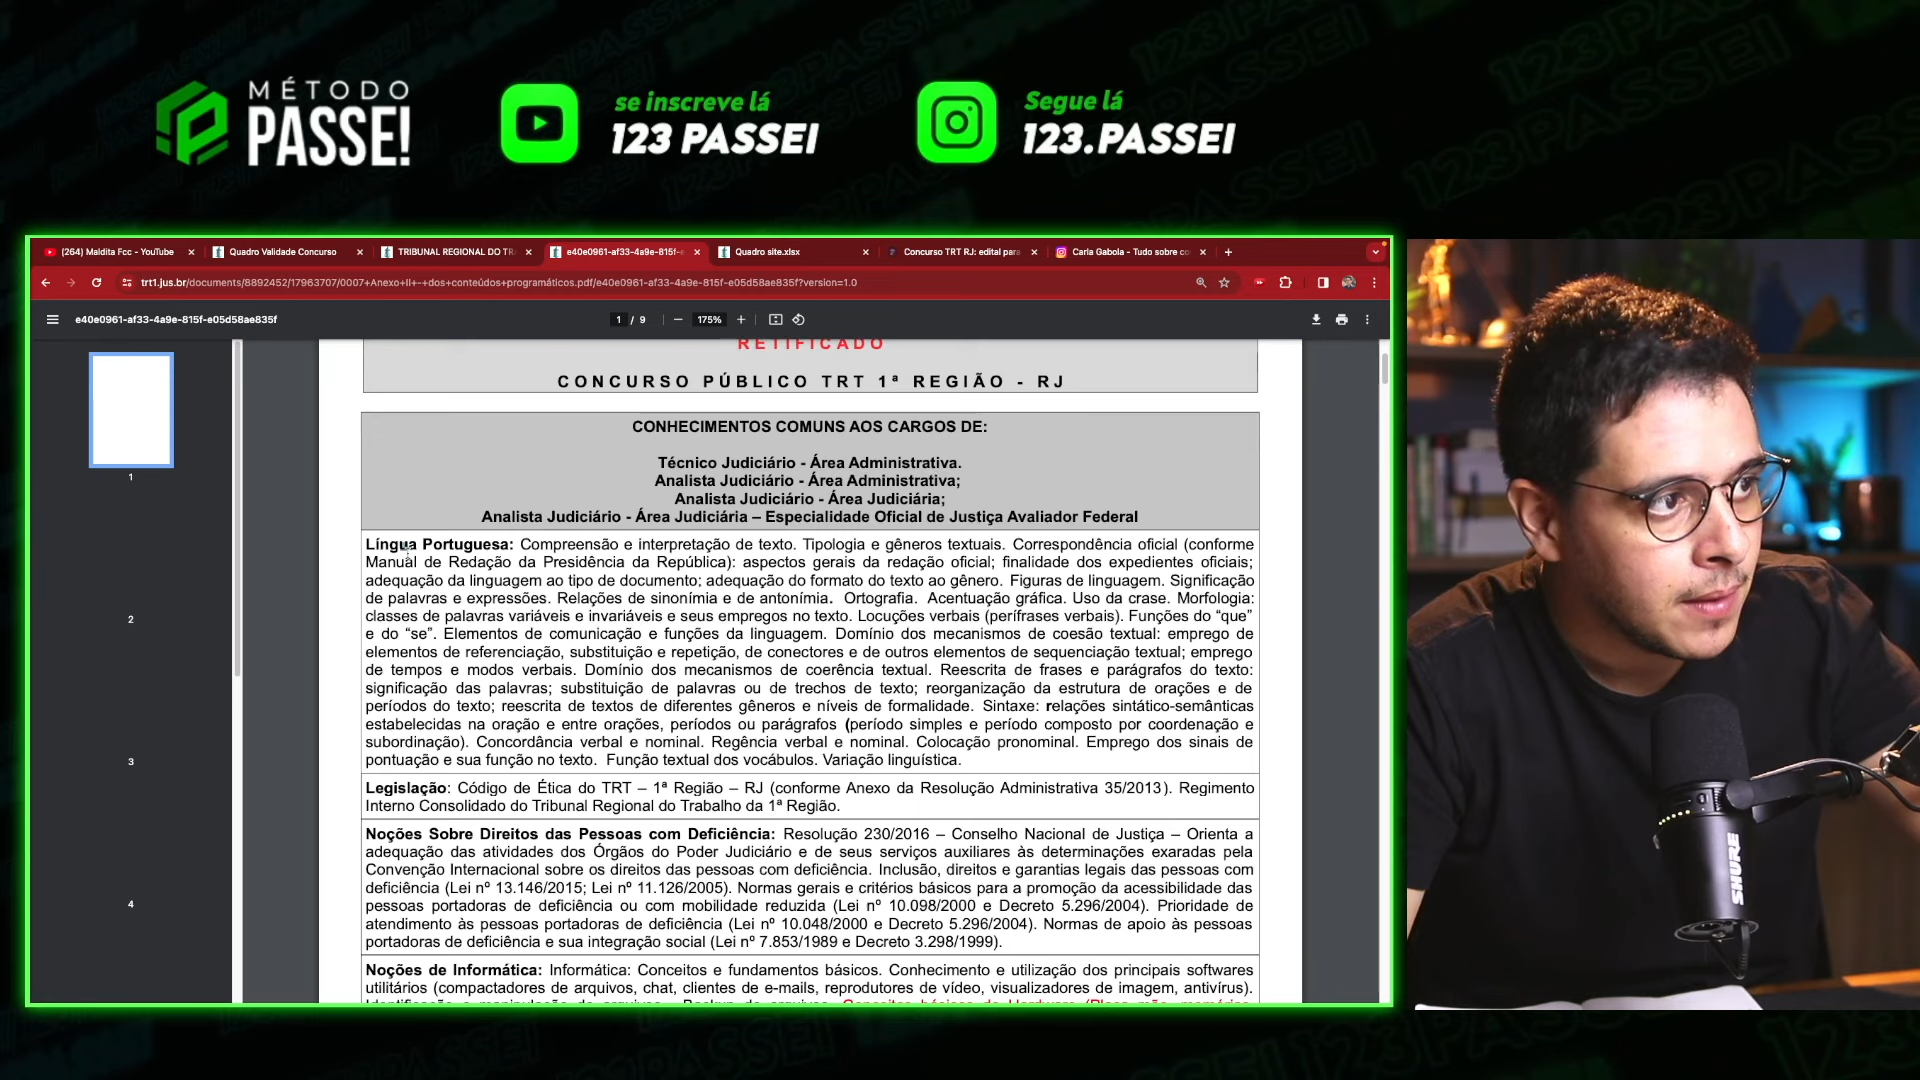 MÉTODO
PASSEI
se inscreve lá
123 PASSEI
Segue lá
123.PASSEI
(264) Maldita Fcc - YouTube
Quadro Validade Concurso
TRIBUNAL REGIONAL DO TR
e40e0961-af33-4a9e-815f-e
Quadro site.xlsx
Concurso TRT RJ: edital para
Carla Gabola - Tudo sobre co
trt1.jus.br/documents/8892452/17963707/0007+Anexo+II+-+dos+conteúdos+programáticos.pdf/e40e0961-af33-4a9e-815f-e05d58ae835f?version=1.0
e40e0961-af33-4a9e-815f-e05d58ae835f
1 / 9
175%
RETIFICADO
CONCURSO PÚBLICO TRT 1ª REGIÃO - RJ
CONHECIMENTOS COMUNS AOS CARGOS DE:
Técnico Judiciário - Área Administrativa.
Analista Judiciário - Área Administrativa;
Analista Judiciário - Área Judiciária;
Analista Judiciário - Área Judiciária – Especialidade Oficial de Justiça Avaliador Federal
Língua Portuguesa: Compreensão e interpretação de texto. Tipologia e gêneros textuais. Correspondência oficial (conforme
Manual de Redação da Presidência da República): aspectos gerais da redação oficial; finalidade dos expedientes oficiais;
adequação da linguagem ao tipo de documento; adequação do formato do texto ao gênero. Figuras de linguagem. Significação
de palavras e expressões. Relações de sinonímia e de antonímia. Ortografia. Acentuação gráfica. Uso da crase. Morfologia:
classes de palavras variáveis e invariáveis e seus empregos no texto. Locuções verbais (perífrases verbais). Funções do “que”
e do “se”. Elementos de comunicação e funções da linguagem. Domínio dos mecanismos de coesão textual: emprego de
elementos de referenciação, substituição e repetição, de conectores e de outros elementos de sequenciação textual; emprego
de tempos e modos verbais. Domínio dos mecanismos de coerência textual. Reescrita de frases e parágrafos do texto:
significação das palavras; substituição de palavras ou de trechos de texto; reorganização da estrutura de orações e de
períodos do texto; reescrita de textos de diferentes gêneros e níveis de formalidade. Sintaxe: relações sintático-semânticas
estabelecidas na oração e entre orações, períodos ou parágrafos (período simples e período composto por coordenação e
subordinação). Concordância verbal e nominal. Regência verbal e nominal. Colocação pronominal. Emprego dos sinais de
pontuação e sua função no texto. Função textual dos vocábulos. Variação linguística.
Legislação: Código de Ética do TRT – 1ª Região – RJ (conforme Anexo da Resolução Administrativa 35/2013). Regimento
Interno Consolidado do Tribunal Regional do Trabalho da 1ª Região.
Noções Sobre Direitos das Pessoas com Deficiência: Resolução 230/2016 – Conselho Nacional de Justiça – Orienta a
adequação das atividades dos Órgãos do Poder Judiciário e de seus serviços auxiliares às determinações exaradas pela
Convenção Internacional sobre os direitos das pessoas com deficiência. Inclusão, direitos e garantias legais das pessoas com
deficiência (Lei nº 13.146/2015; Lei nº 11.126/2005). Normas gerais e critérios básicos para a promoção da acessibilidade das
pessoas portadoras de deficiência ou com mobilidade reduzida (Lei nº 10.098/2000 e Decreto 5.296/2004). Prioridade de
atendimento às pessoas portadoras de deficiência (Lei nº 10.048/2000 e Decreto 5.296/2004). Normas de apoio às pessoas
portadoras de deficiência e sua integração social (Lei nº 7.853/1989 e Decreto 3.298/1999).
Noções de Informática: Informática: Conceitos e fundamentos básicos. Conhecimento e utilização dos principais softwares
utilitários (compactadores de arquivos, chat, clientes de e-mails, reprodutores de vídeo, visualizadores de imagem, antivírus).
1
2
3
4
SHURE